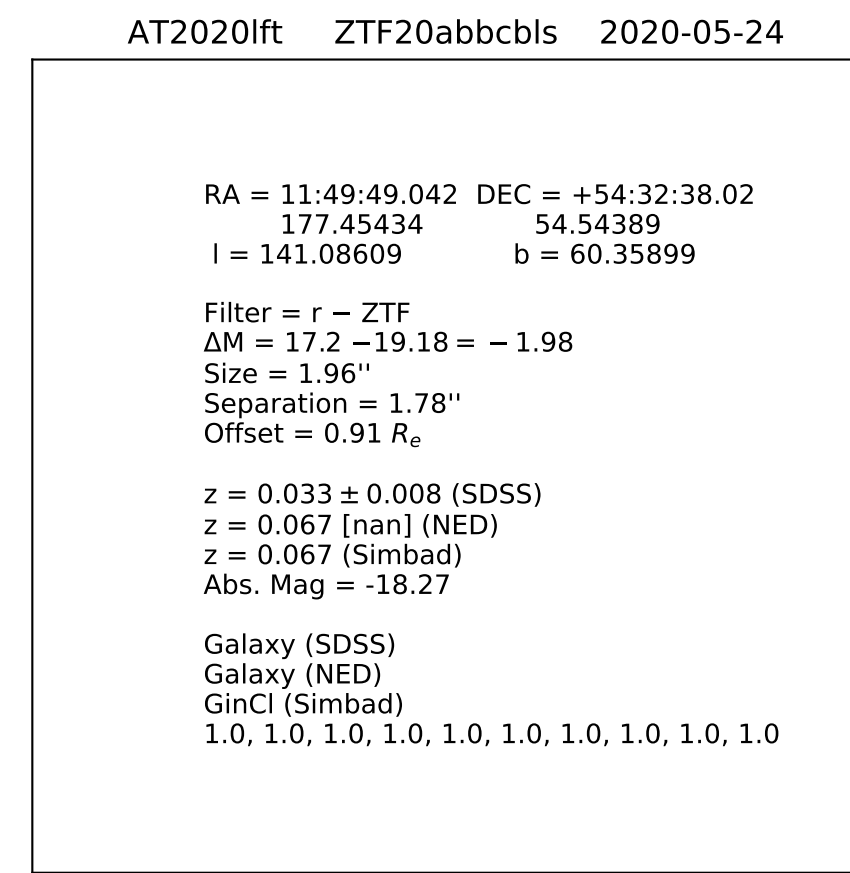 AT2020lft ZTF20abbcbls 2020-05-24
RA = 11:49:49.042 DEC = +54:32:38.02
177.45434 54.54389
l = 141.08609 b = 60.35899
Filter = r − ZTF
ΔM = 17.2 −19.18 = − 1.98
Size = 1.96''
Separation = 1.78''
Offset = 0.91 Re
z = 0.033 ± 0.008 (SDSS)
z = 0.067 [nan] (NED)
z = 0.067 (Simbad)
Abs. Mag = -18.27
Galaxy (SDSS)
Galaxy (NED)
GinCl (Simbad)
1.0, 1.0, 1.0, 1.0, 1.0, 1.0, 1.0, 1.0, 1.0, 1.0